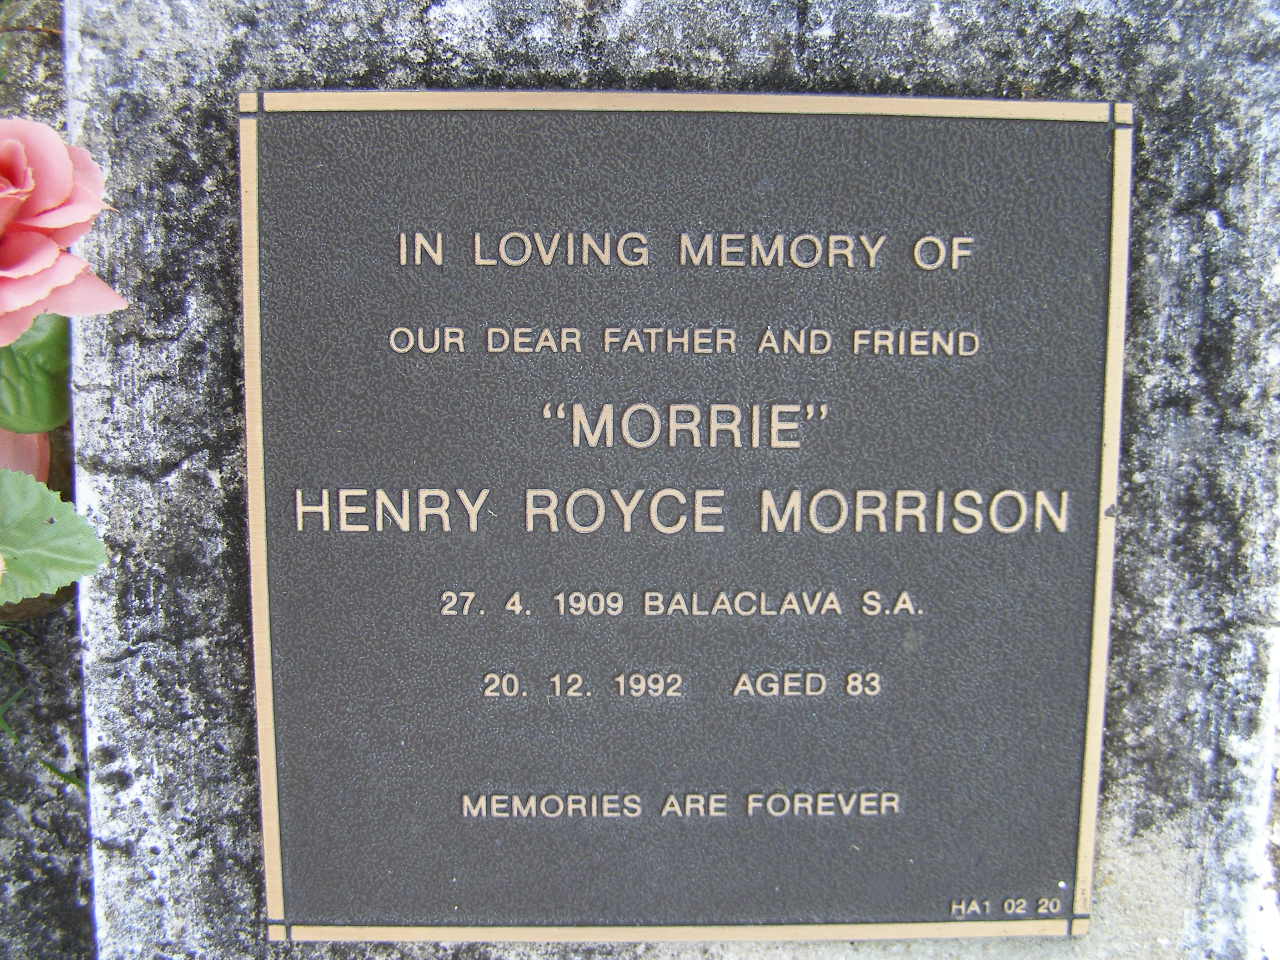 IN LOVING MEMORY OF
OUR DEAR FATHER AND FRIEND
“MORRIE”
HENRY ROYCE MORRISON
27. 4. 1909 BALACLAVA S.A.
20. 12. 1992 AGED 83
MEMORIES ARE FOREVER
HA1 02 20